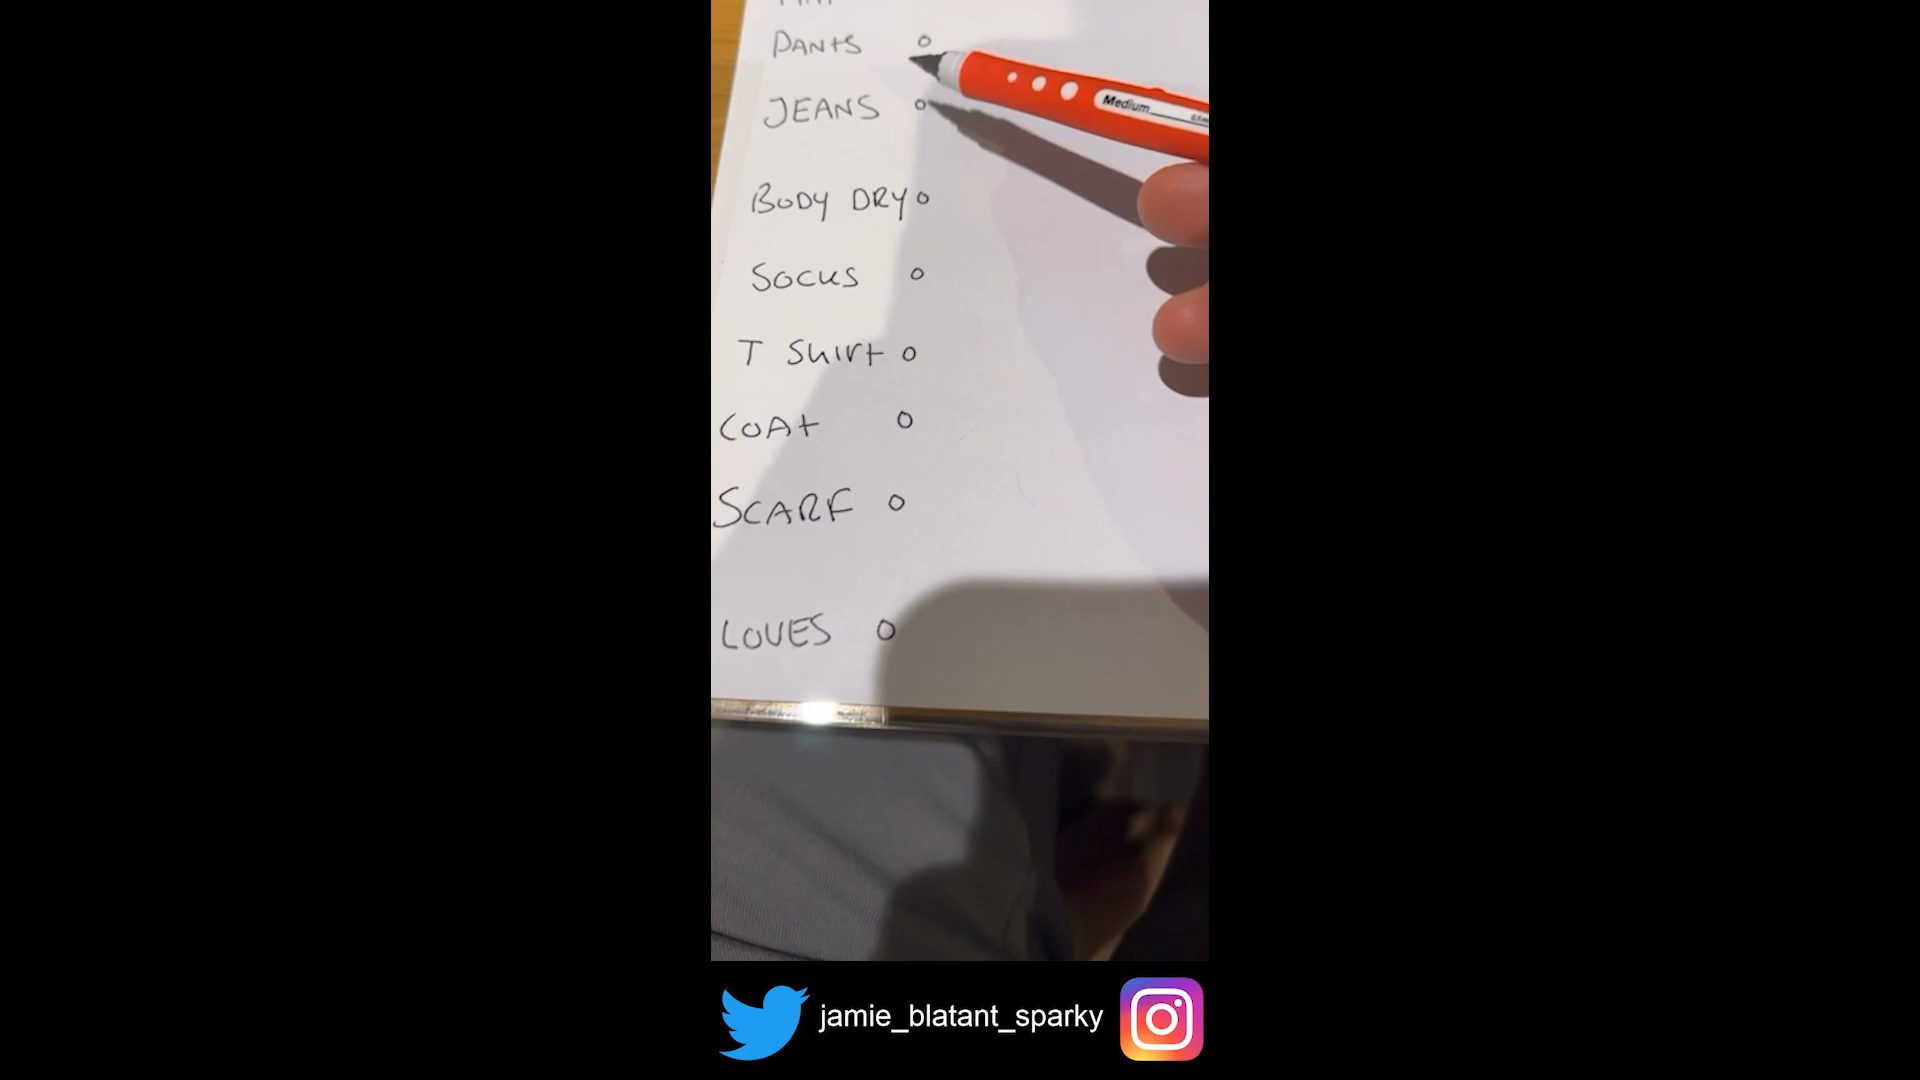 PANTS
Medium
JEANS
BODY DRY
SOCKS
T Shirt
COAT
SCARF
LOVES
jamie_blatant_sparky